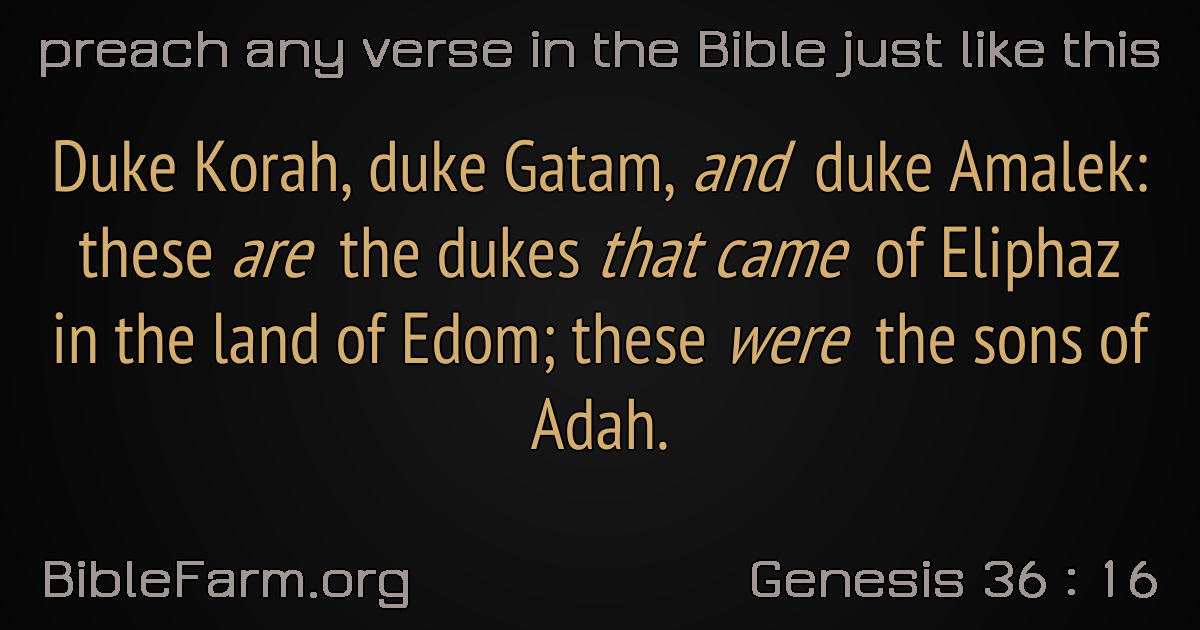 preach any verse in the Bible just like this
Duke Korah, duke Gatam, and duke Amalek:
these are the dukes that came of Eliphaz
in the land of Edom; these were the sons of
Adah.
BibleFarm.org
Genesis 36 : 16